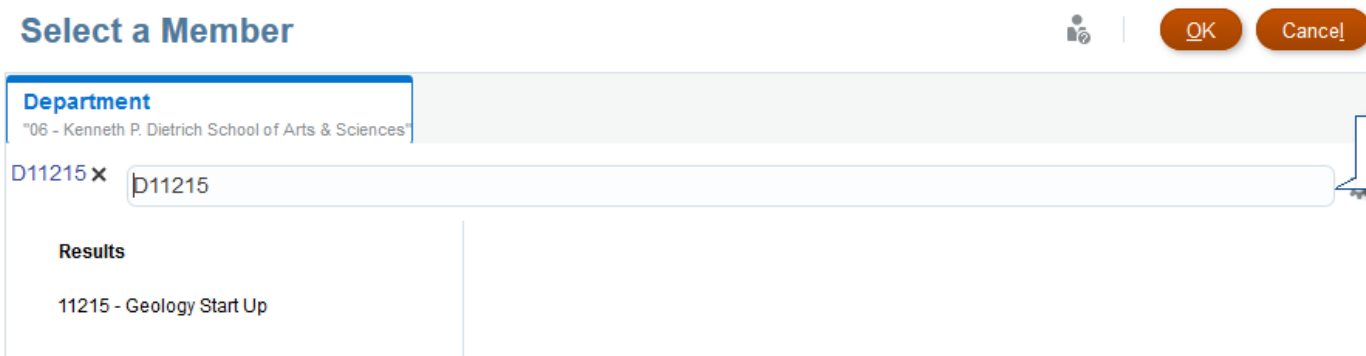 Select a Member
OK
Cancel
Department
"06 - Kenneth P. Dietrich School of Arts & Sciences"
D11215 ×
D11215
Results
11215 - Geology Start Up